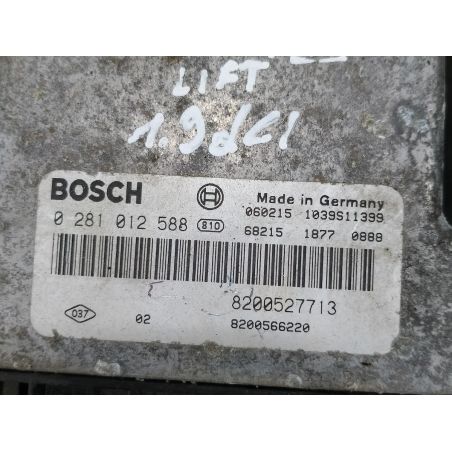 LIFT
1.9dCI
BOSCH Made in Germany
060215 1039S11399
0 281 012 588 810
68215 1877 0888
8200527713
037 02 8200566220